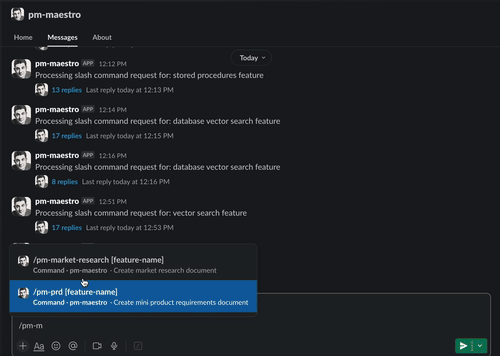 pm-maestro
Home Messages About
Today
pm-maestro APP 12:12 PM
Processing slash command request for: stored procedures feature
13 replies Last reply today at 12:13 PM
pm-maestro APP 12:14 PM
Processing slash command request for: database vector search feature
17 replies Last reply today at 12:15 PM
pm-maestro APP 12:16 PM
Processing slash command request for: database vector search feature
8 replies Last reply today at 12:16 PM
pm-maestro APP 12:51 PM
Processing slash command request for: vector search feature
17 replies Last reply today at 12:53 PM
/pm-market-research [feature-name]
Command · pm-maestro - Create market research document
/pm-prd [feature-name]
Command · pm-maestro - Create mini product requirements document
/pm-m
Aa